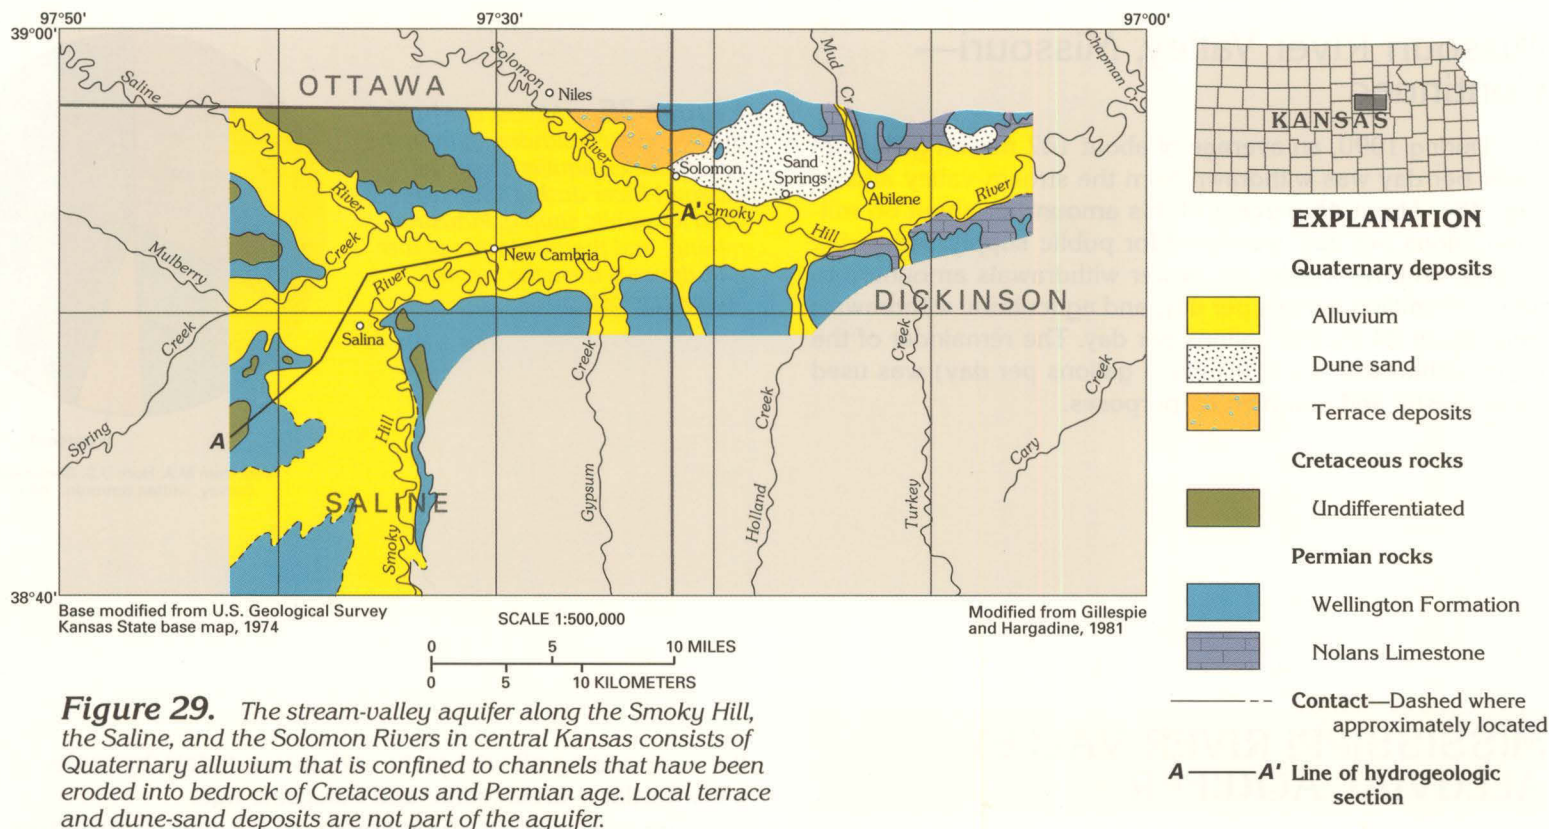 97°50'
97°30'
97°00'
39°00'
38°40'
OTTAWA
Saline
River
Solomon
River
Niles
Mud
Cr
Chapman Cr
Solomon
Sand
Springs
Abilene
River
A'
Smoky
Hill
Mulberry
Creek
River
New Cambria
DICKINSON
Salina
Spring
Creek
A
Hill
SALINE
Smoky
Gypsum
Creek
Holland
Creek
Turkey
Creek
Cary
Creek
Base modified from U.S. Geological Survey
Kansas State base map, 1974
SCALE 1:500,000
Modified from Gillespie
and Hargadine, 1981
0 5 10 MILES
0 5 10 KILOMETERS
KANSAS
EXPLANATION
Quaternary deposits
Alluvium
Dune sand
Terrace deposits
Cretaceous rocks
Undifferentiated
Permian rocks
Wellington Formation
Nolans Limestone
Contact—Dashed where
approximately located
A A' Line of hydrogeologic
section
Figure 29. The stream-valley aquifer along the Smoky Hill,
the Saline, and the Solomon Rivers in central Kansas consists of
Quaternary alluvium that is confined to channels that have been
eroded into bedrock of Cretaceous and Permian age. Local terrace
and dune-sand deposits are not part of the aquifer.